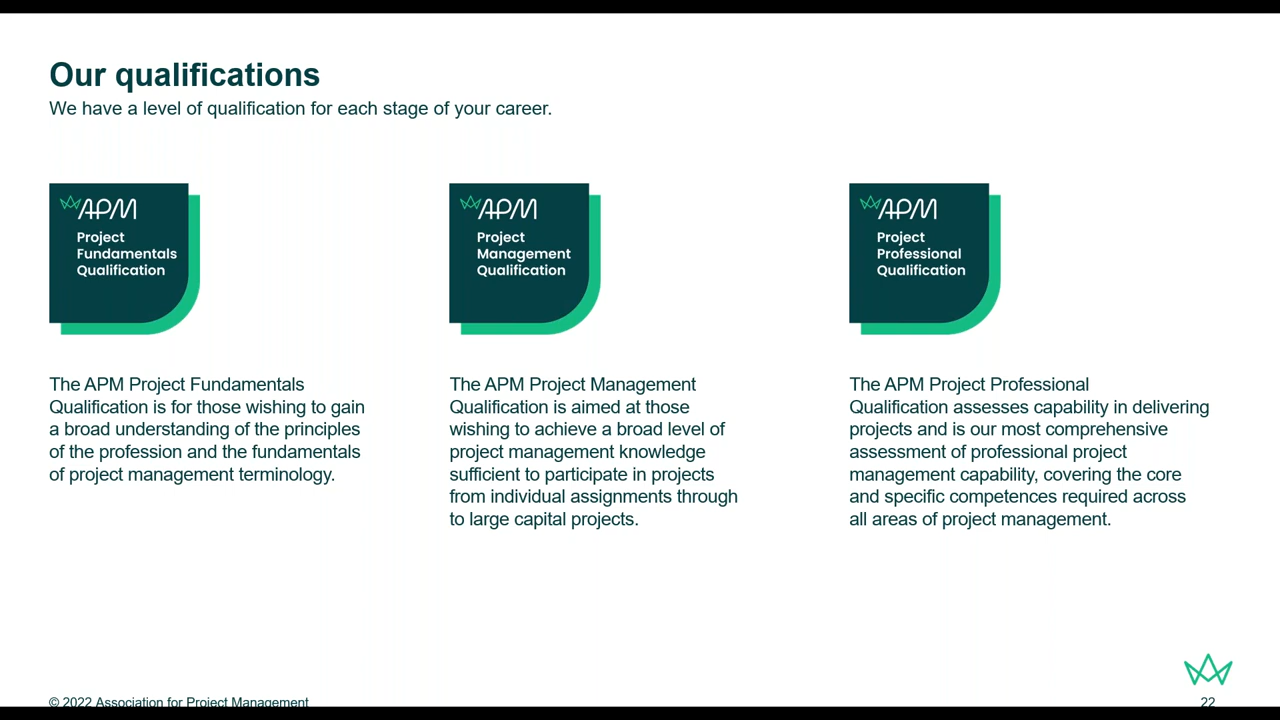 Our qualifications
We have a level of qualification for each stage of your career.
APM
Project
Fundamentals
Qualification
The APM Project Fundamentals
Qualification is for those wishing to gain
a broad understanding of the principles
of the profession and the fundamentals
of project management terminology.
APM
Project
Management
Qualification
The APM Project Management
Qualification is aimed at those
wishing to achieve a broad level of
project management knowledge
sufficient to participate in projects
from individual assignments through
to large capital projects.
APM
Project
Professional
Qualification
The APM Project Professional
Qualification assesses capability in delivering
projects and is our most comprehensive
assessment of professional project
management capability, covering the core
and specific competences required across
all areas of project management.
© 2022 Association for Project Management
22